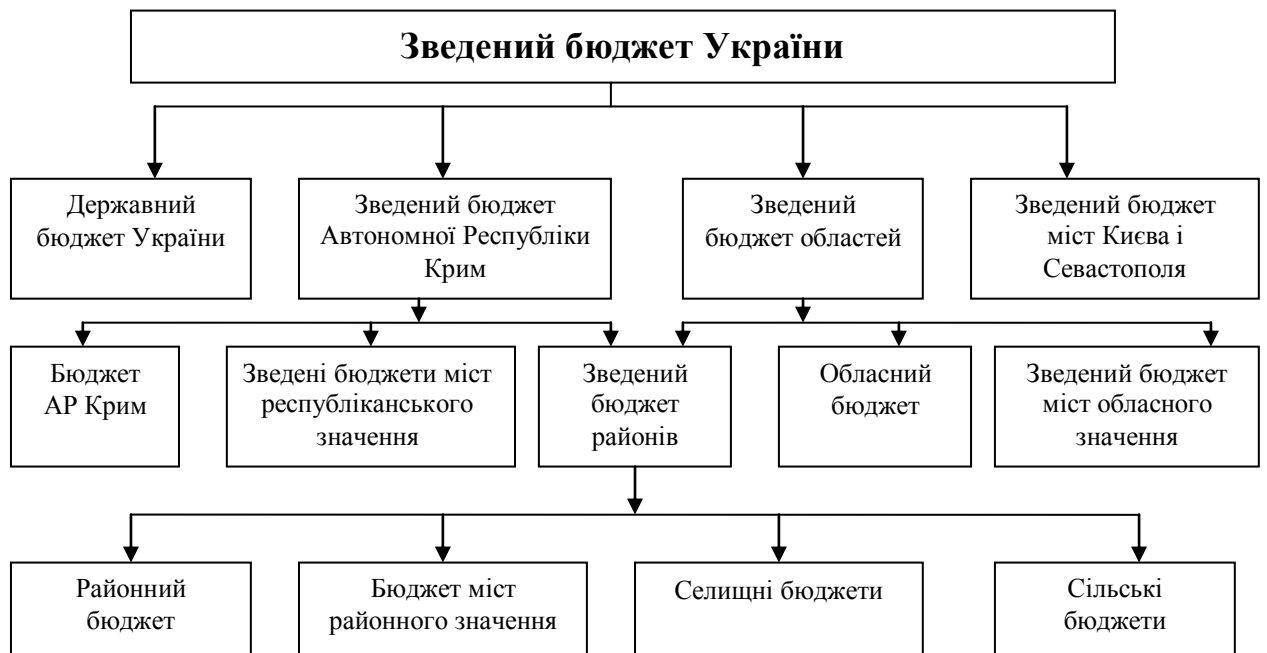 Зведений бюджет України
Державний
бюджет України
Зведений бюджет
Автономної Республіки
Крим
Зведений
бюджет областей
Зведений бюджет
міст Києва і
Севастополя
Бюджет
АР Крим
Зведені бюджети міст
республіканського
значення
Зведений
бюджет
районів
Обласний
бюджет
Зведений бюджет
міст обласного
значення
Районний
бюджет
Бюджет міст
районного значення
Селищні бюджети
Сільські
бюджети